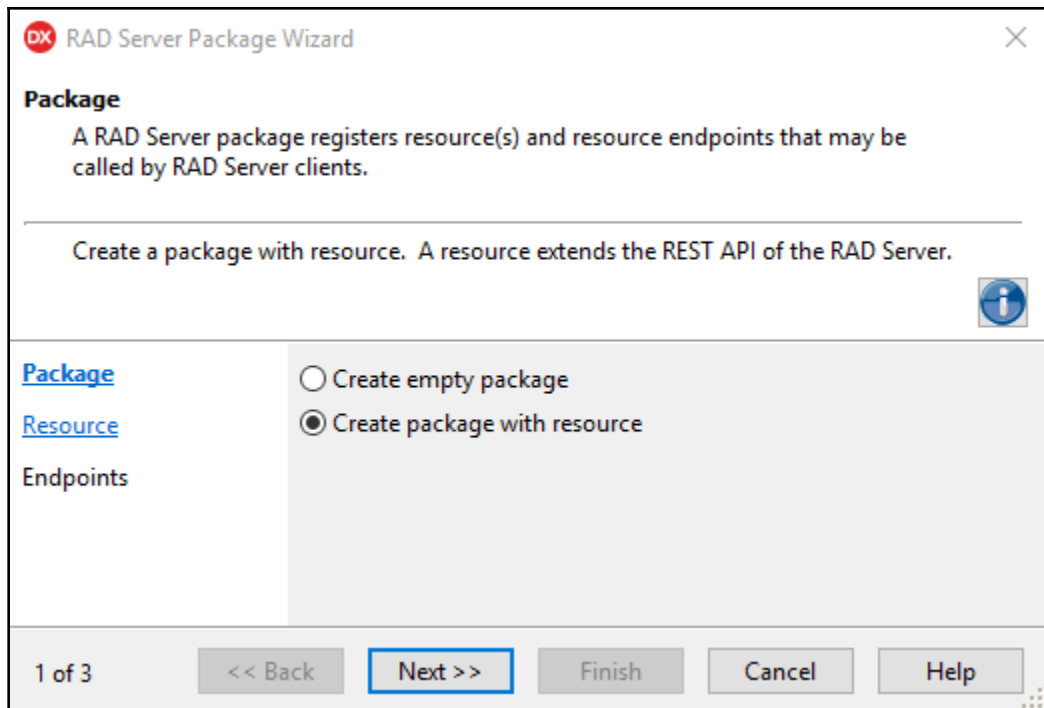 DX RAD Server Package Wizard
Package
A RAD Server package registers resource(s) and resource endpoints that may be
called by RAD Server clients.
Create a package with resource.  A resource extends the REST API of the RAD Server.
i
Package
Resource
Endpoints
Create empty package
Create package with resource
1 of 3
<< Back
Next >>
Finish
Cancel
Help